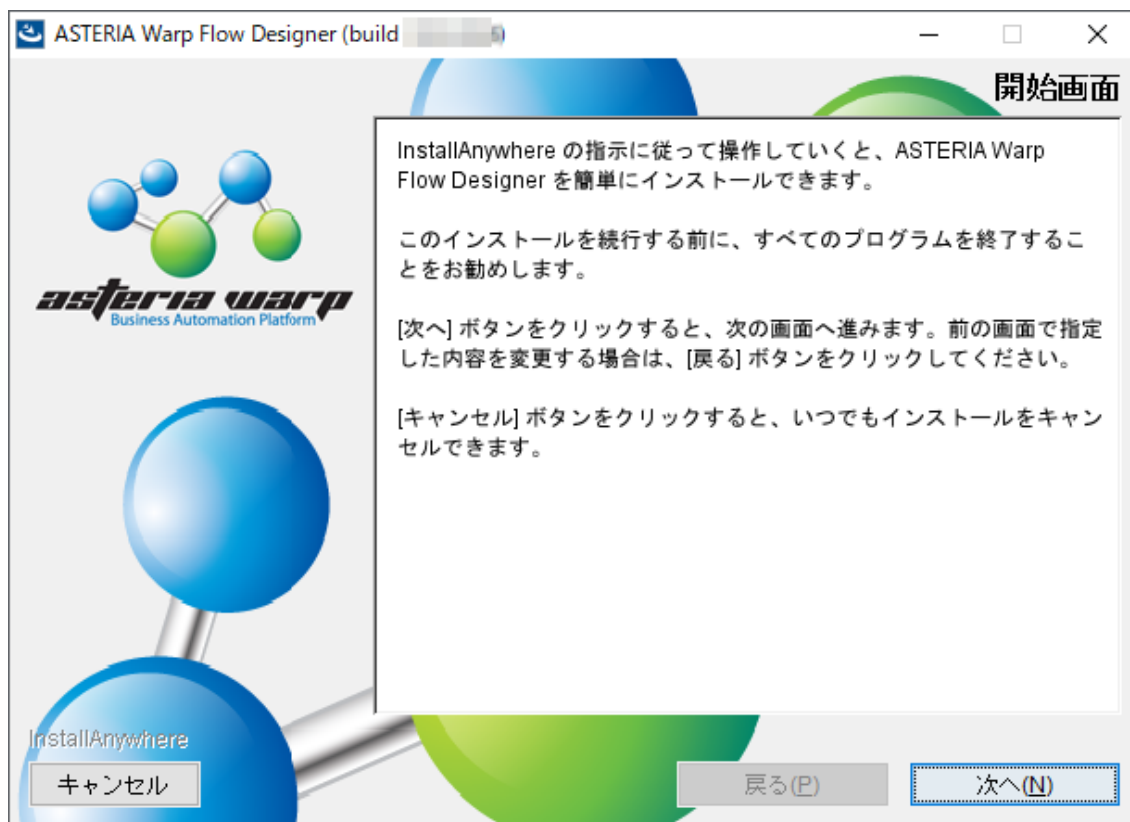 ASTERIA Warp Flow Designer (build
開始画面
InstallAnywhere の指示に従って操作していくと、ASTERIA Warp
Flow Designer を簡単にインストールできます。
このインストールを続行する前に、すべてのプログラムを終了するこ
とをお勧めします。
[次へ] ボタンをクリックすると、次の画面へ進みます。前の画面で指定
した内容を変更する場合は、[戻る] ボタンをクリックしてください。
[キャンセル] ボタンをクリックすると、いつでもインストールをキャン
セルできます。
asteria warp
Business Automation Platform
InstallAnywhere
キャンセル
戻る(P)
次へ(N)